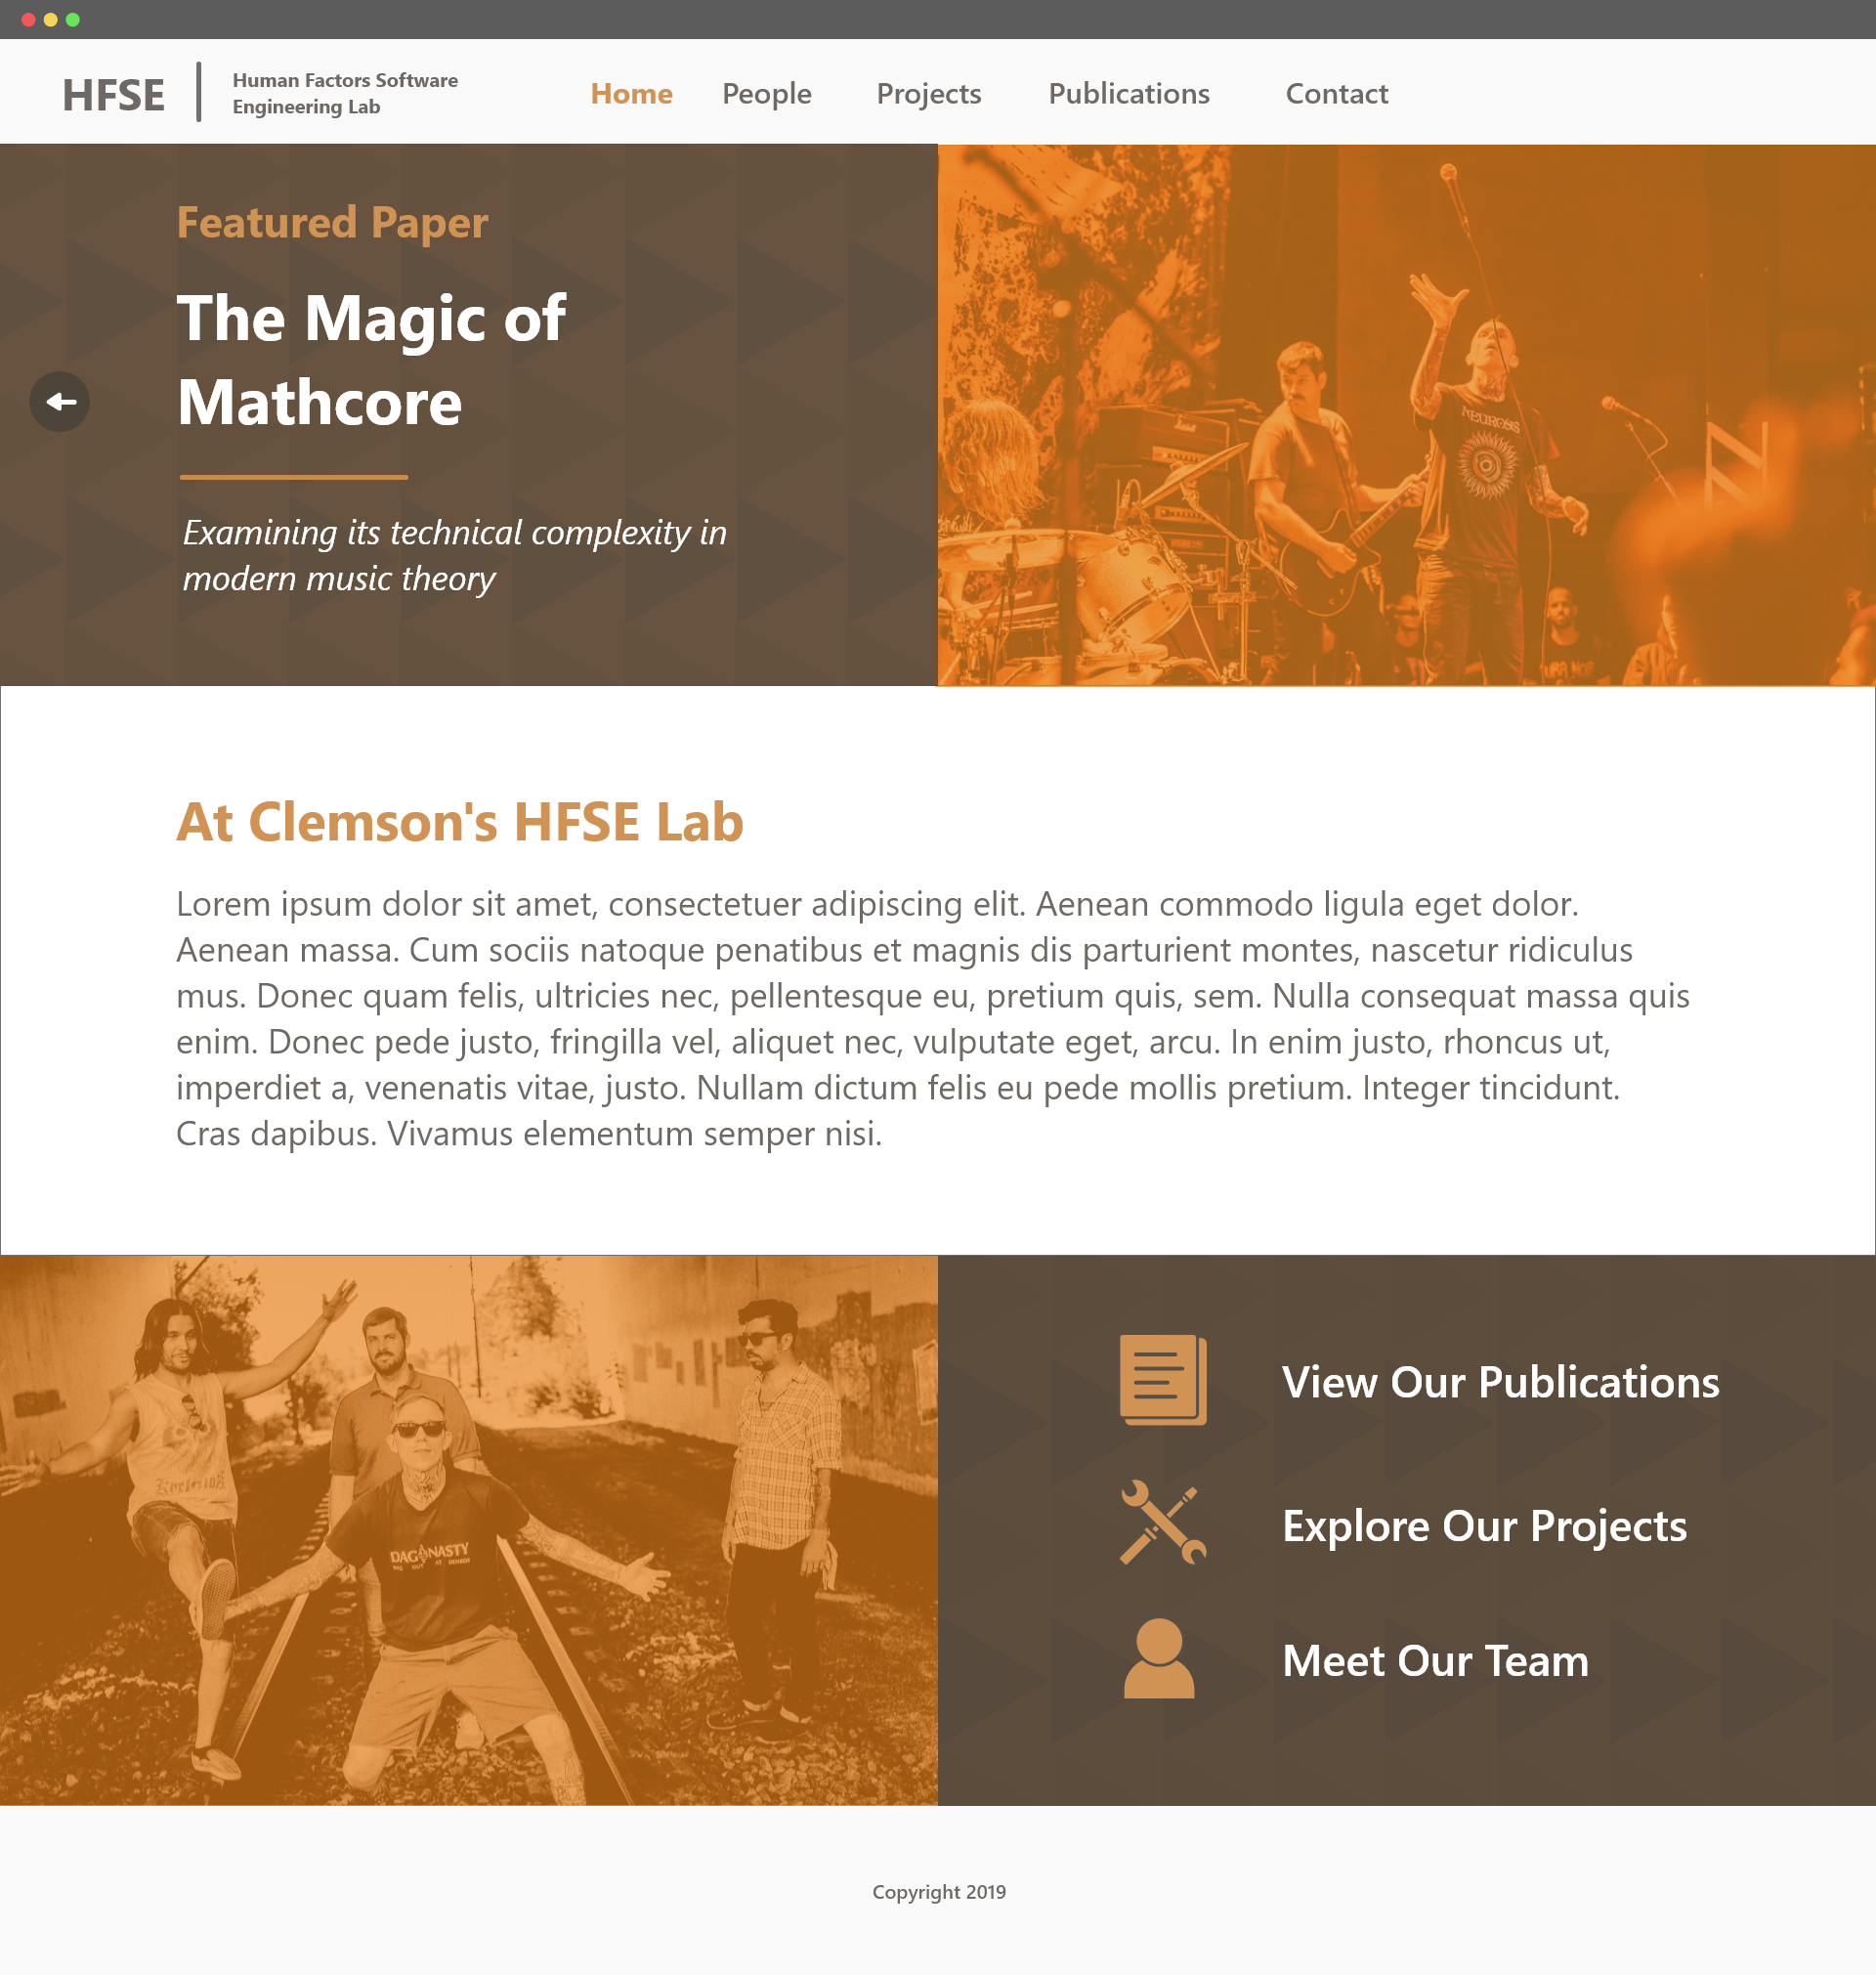 HFSE
Human Factors Software
Engineering Lab
Home People Projects Publications Contact
Featured Paper
The Magic of
Mathcore
Examining its technical complexity in
modern music theory
NEUROSIS
At Clemson's HFSE Lab
Lorem ipsum dolor sit amet, consectetuer adipiscing elit. Aenean commodo ligula eget dolor.
Aenean massa. Cum sociis natoque penatibus et magnis dis parturient montes, nascetur ridiculus
mus. Donec quam felis, ultricies nec, pellentesque eu, pretium quis, sem. Nulla consequat massa quis
enim. Donec pede justo, fringilla vel, aliquet nec, vulputate eget, arcu. In enim justo, rhoncus ut,
imperdiet a, venenatis vitae, justo. Nullam dictum felis eu pede mollis pretium. Integer tincidunt.
Cras dapibus. Vivamus elementum semper nisi.
DAG NASTY
View Our Publications
Explore Our Projects
Meet Our Team
Copyright 2019